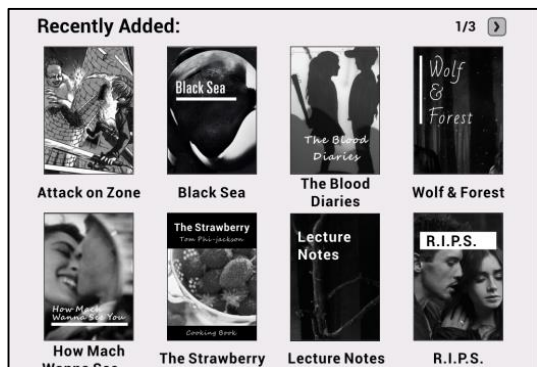 Recently Added:
1/3
Black Sea
The Blood
Diaries
Wolf
&
Forest
Attack on Zone
Black Sea
The Blood
Diaries
Wolf & Forest
How Mach
Wanna See You
The Strawberry
Tom Phi-jackson
Cooking Book
Lecture
Notes
R.I.P.S.
How Mach
Wanna See
The Strawberry
Lecture Notes
R.I.P.S.